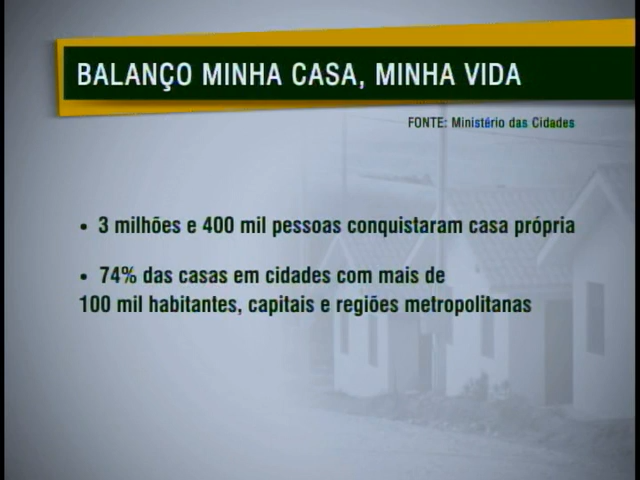 BALANÇO MINHA CASA, MINHA VIDA
FONTE: Ministério das Cidades
• 3 milhões e 400 mil pessoas conquistaram casa própria
• 74% das casas em cidades com mais de
100 mil habitantes, capitais e regiões metropolitanas